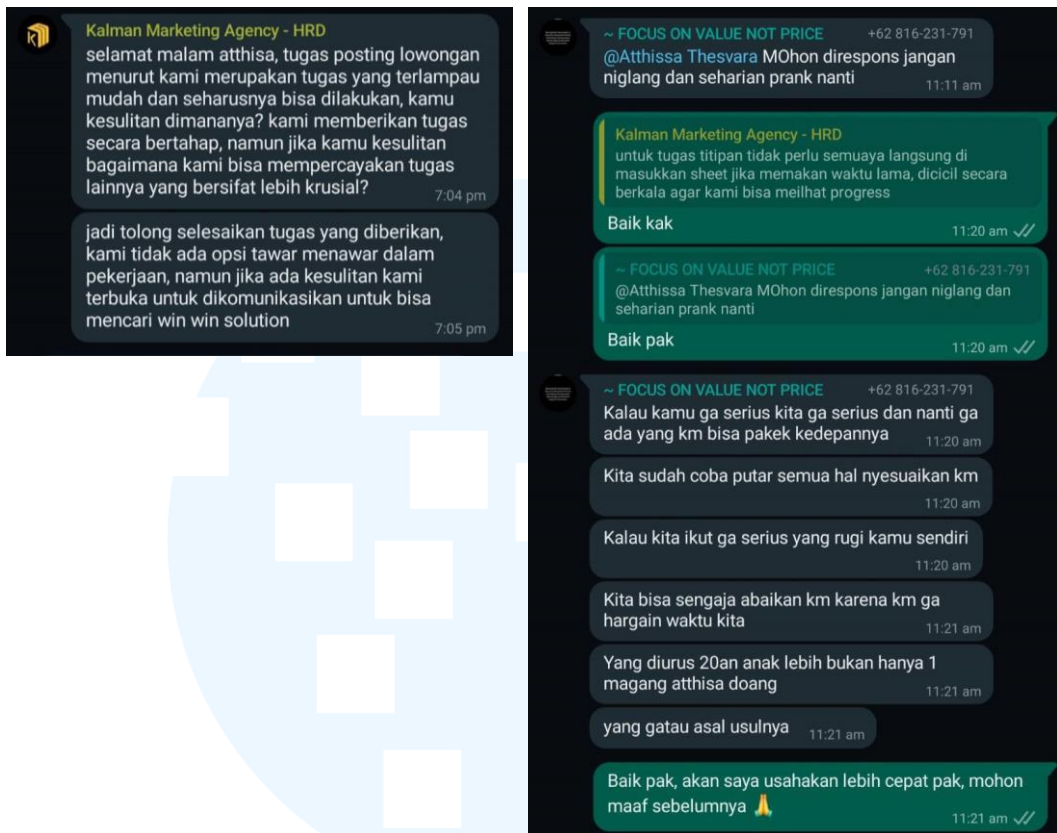 Kalman Marketing Agency - HRD
selamat malam atthisa, tugas posting lowongan
menurut kami merupakan tugas yang terlampau
mudah dan seharusnya bisa dilakukan, kamu
kesulitan dimananya? kami memberikan tugas
secara bertahap, namun jika kamu kesulitan
bagaimana kami bisa mempercayakan tugas
lainnya yang bersifat lebih krusial?
7:04 pm
jadi tolong selesaikan tugas yang diberikan,
kami tidak ada opsi tawar menawar dalam
pekerjaan, namun jika ada kesulitan kami
terbuka untuk dikomunikasikan untuk bisa
mencari win win solution
7:05 pm
~ FOCUS ON VALUE NOT PRICE +62 816-231-791
@Atthissa Thesvara MOhon direspons jangan
niglang dan seharian prank nanti
11:11 am
Kalman Marketing Agency - HRD
untuk tugas titipan tidak perlu semuaya langsung di
masukkan sheet jika memakan waktu lama, dicicil secara
berkala agar kami bisa meilhat progress
Baik kak
11:20 am
~ FOCUS ON VALUE NOT PRICE +62 816-231-791
@Atthissa Thesvara MOhon direspons jangan niglang dan
seharian prank nanti
Baik pak
11:20 am
~ FOCUS ON VALUE NOT PRICE +62 816-231-791
Kalau kamu ga serius kita ga serius dan nanti ga
ada yang km bisa pakek kedepannya
11:20 am
Kita sudah coba putar semua hal nyesuaikan km
11:20 am
Kalau kita ikut ga serius yang rugi kamu sendiri
11:20 am
Kita bisa sengaja abaikan km karena km ga
hargain waktu kita
11:21 am
Yang diurus 20an anak lebih bukan hanya 1
magang atthisa doang
11:21 am
yang gatau asal usulnya
11:21 am
Baik pak, akan saya usahakan lebih cepat pak, mohon
maaf sebelumnya 🙏
11:21 am